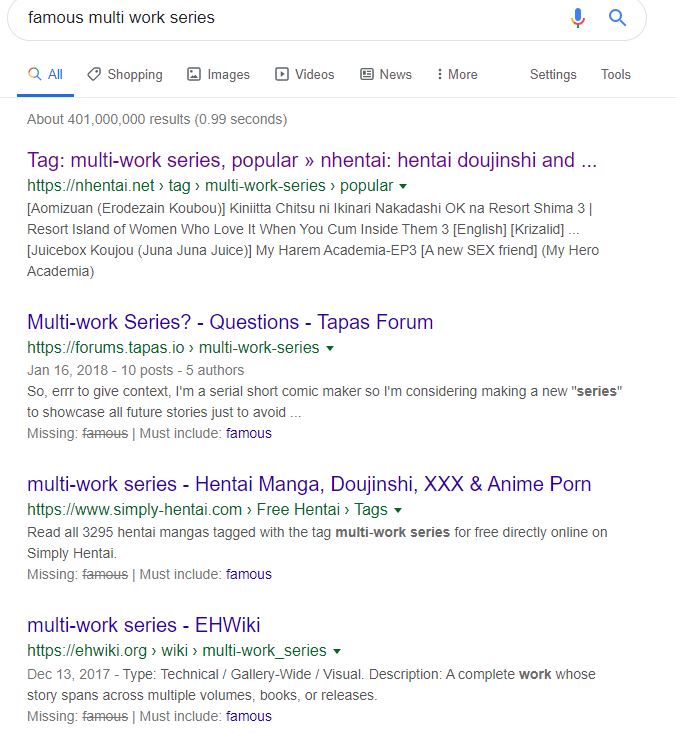 famous multi work series
All Shopping Images Videos News More Settings Tools
About 401,000,000 results (0.99 seconds)
Tag: multi-work series, popular » nhentai: hentai doujinshi and ...
https://nhentai.net › tag › multi-work-series › popular
[Aomizuan (Erodezain Koubou)] Kiniitta Chitsu ni Ikinari Nakadashi OK na Resort Shima 3 |
Resort Island of Women Who Love It When You Cum Inside Them 3 [English] [Krizalid] ...
[Juicebox Koujou (Juna Juna Juice)] My Harem Academia-EP3 [A new SEX friend] (My Hero
Academia)
Multi-work Series? - Questions - Tapas Forum
https://forums.tapas.io › multi-work-series
Jan 16, 2018 - 10 posts - 5 authors
So, errr to give context, I'm a serial short comic maker so I'm considering making a new "series"
to showcase all future stories just to avoid ...
Missing: famous | Must include: famous
multi-work series - Hentai Manga, Doujinshi, XXX & Anime Porn
https://www.simply-hentai.com › Free Hentai › Tags
Read all 3295 hentai mangas tagged with the tag multi-work series for free directly online on
Simply Hentai.
Missing: famous | Must include: famous
multi-work series - EHWiki
https://ehwiki.org › wiki › multi-work_series
Dec 13, 2017 - Type: Technical / Gallery-Wide / Visual. Description: A complete work whose
story spans across multiple volumes, books, or releases.
Missing: famous | Must include: famous